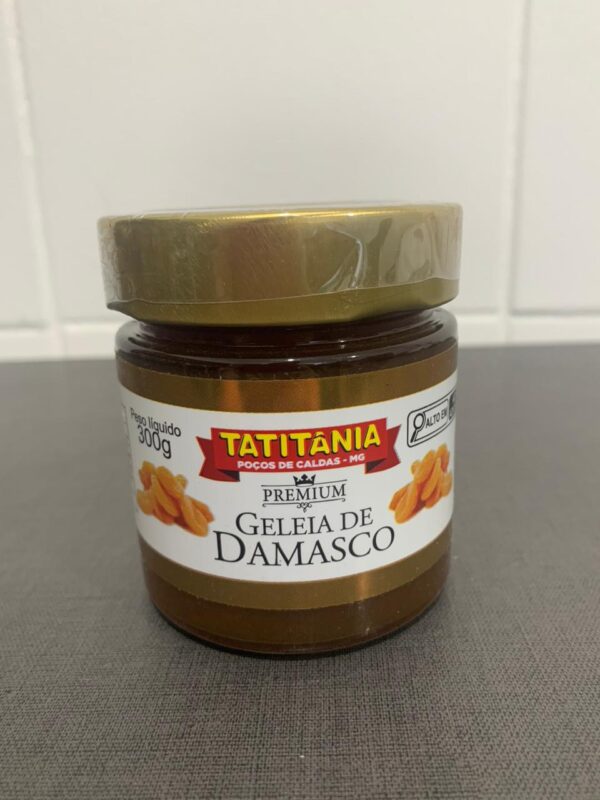 Peso líquido
300g
TATITÂNIA
POÇOS DE CALDAS - MG
PREMIUM
GELEIA DE
DAMASCO
ALTO EM